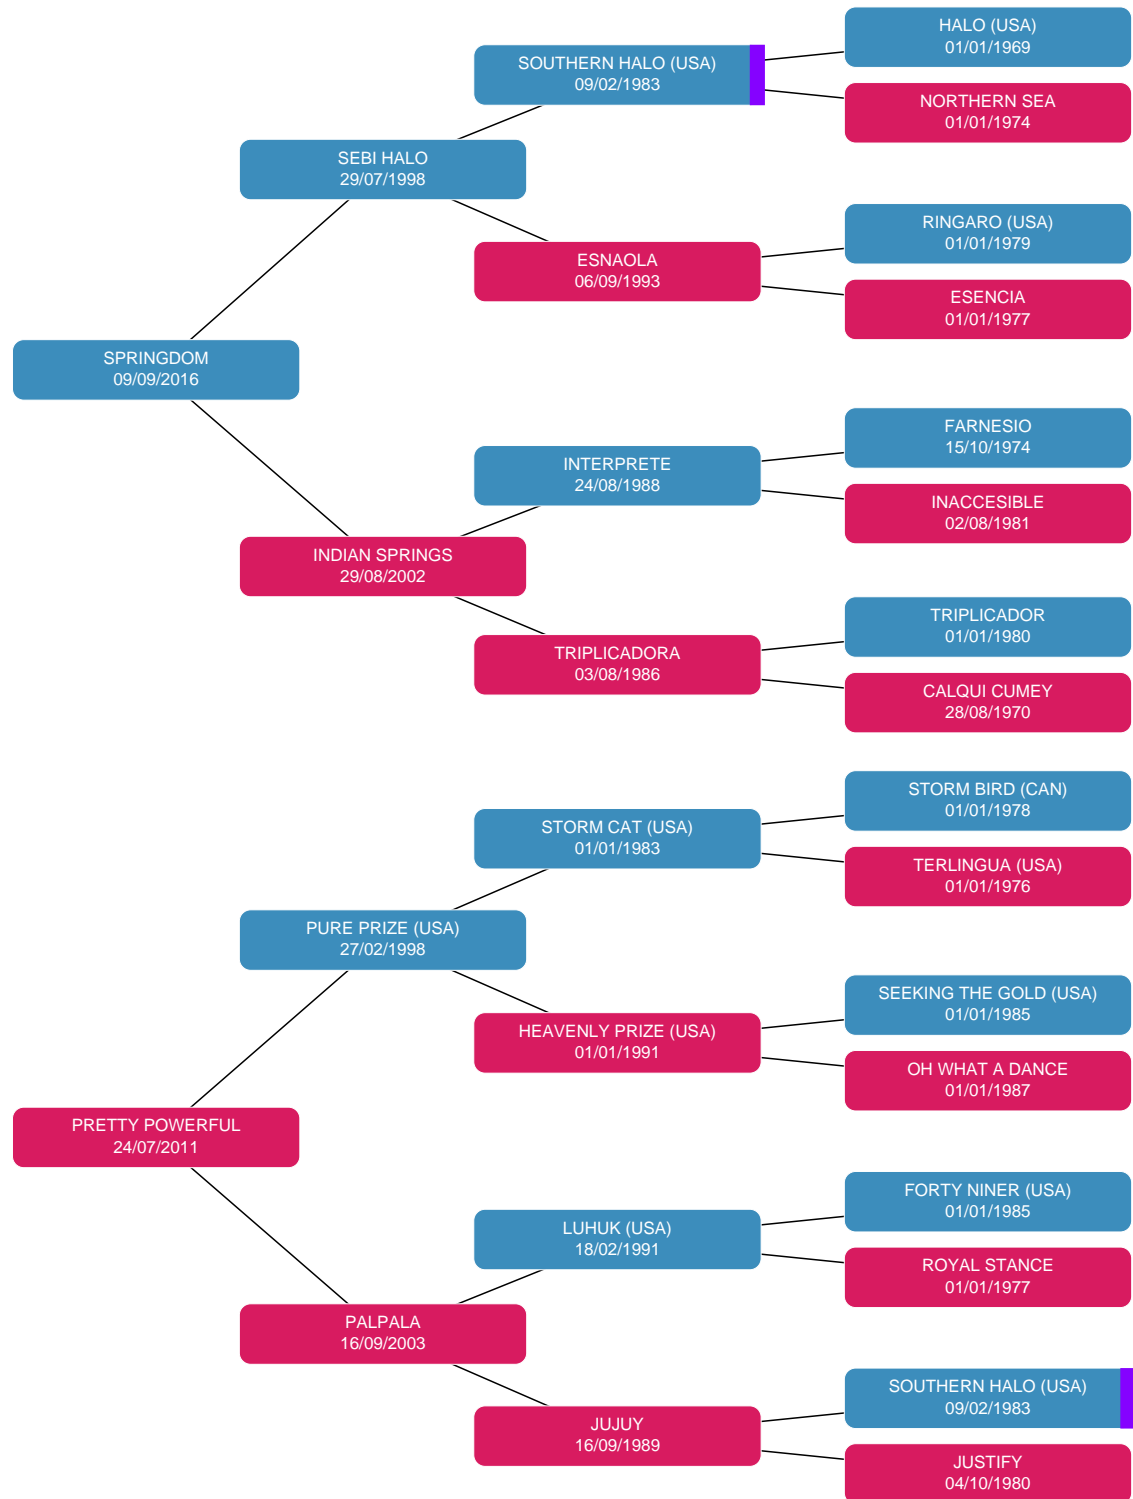 HALO (USA)
01/01/1969
SOUTHERN HALO (USA)
09/02/1983
NORTHERN SEA
01/01/1974
SEBI HALO
29/07/1998
RINGARO (USA)
01/01/1979
ESNAOLA
06/09/1993
ESENCIA
01/01/1977
SPRINGDOM
09/09/2016
FARNESIO
15/10/1974
INTERPRETE
24/08/1988
INACCESIBLE
02/08/1981
INDIAN SPRINGS
29/08/2002
TRIPLICADOR
01/01/1980
TRIPLICADORA
03/08/1986
CALQUI CUMEY
28/08/1970
STORM BIRD (CAN)
01/01/1978
STORM CAT (USA)
01/01/1983
TERLINGUA (USA)
01/01/1976
PURE PRIZE (USA)
27/02/1998
SEEKING THE GOLD (USA)
01/01/1985
HEAVENLY PRIZE (USA)
01/01/1991
OH WHAT A DANCE
01/01/1987
PRETTY POWERFUL
24/07/2011
FORTY NINER (USA)
01/01/1985
LUHUK (USA)
18/02/1991
ROYAL STANCE
01/01/1977
PALPALA
16/09/2003
SOUTHERN HALO (USA)
09/02/1983
JUJUY
16/09/1989
JUSTIFY
04/10/1980